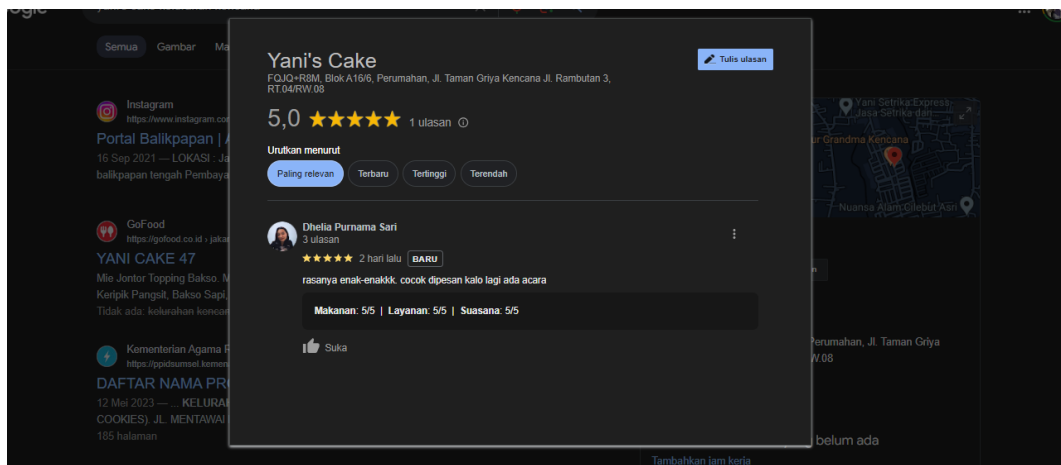 Semua
Gambar
Instagram
https://www.instagram.com
Portal Balikpapan |
16 Sep 2021 — LOKASI :
balikpapan tengah
GoFood
https://gofood.co.id ›
YANI CAKE 47
Mie Jontor Topping Bakso.
Keripik Pangsit, Bakso Sapi,
Tidak ada: kelurahan
Kementerian Agama
DAFTAR NAMA
12 Mei 2023 — ...
COOKIES). JL. MENTAWAI
185 halaman
Yani's Cake
Tulis ulasan
FQJQ+R8M, Blok A16/6, Perumahan, Jl. Taman Griya Kencana Jl. Rambutan 3,
RT.04/RW.08
5,0 ★★★★★ 1 ulasan
Urutkan menurut
Paling relevan Terbaru Tertinggi Terendah
Dhelia Purnama Sari
3 ulasan
★★★★★ 2 hari lalu BARU
rasanya enak-enakkk. cocok dipesan kalo lagi ada acara
Makanan: 5/5 | Layanan: 5/5 | Suasana: 5/5
Suka
Yani Setrika Express-
Jasa Setrika dan
Grandma Kencana
Nuansa Alam Cilebut Asri
Perumahan, Jl. Taman Griya
belum ada
Tambahkan jam kerja